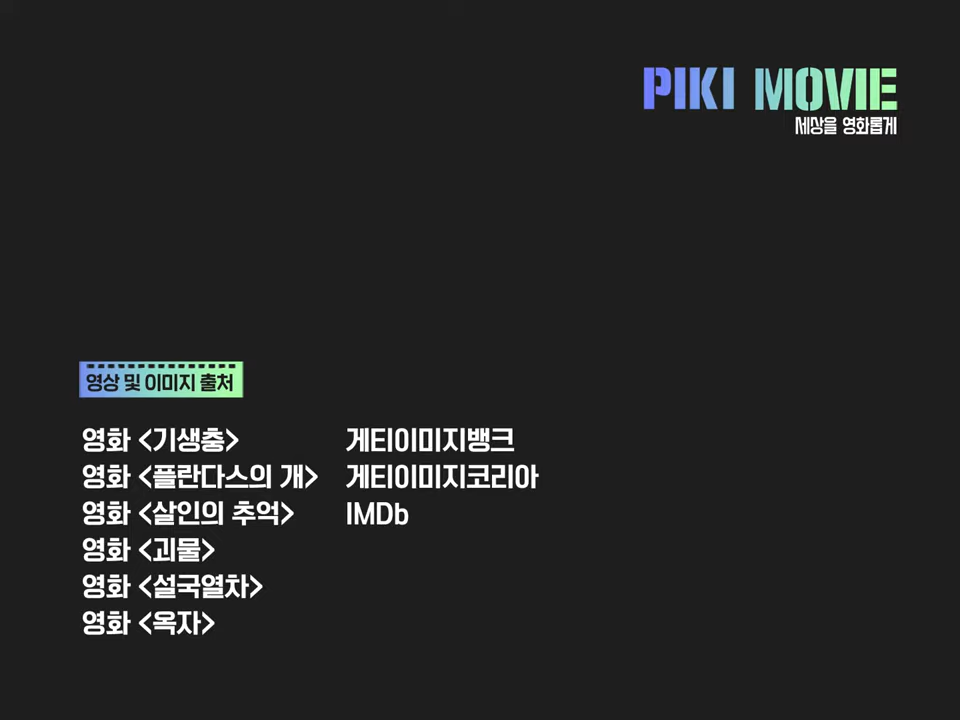 PIKI MOVIE
세상을 영화롭게
영상 및 이미지 출처
영화 <기생충>
영화 <플란다스의 개>
영화 <살인의 추억>
영화 <괴물>
영화 <설국열차>
영화 <옥자>
게티이미지뱅크
게티이미지코리아
IMDb